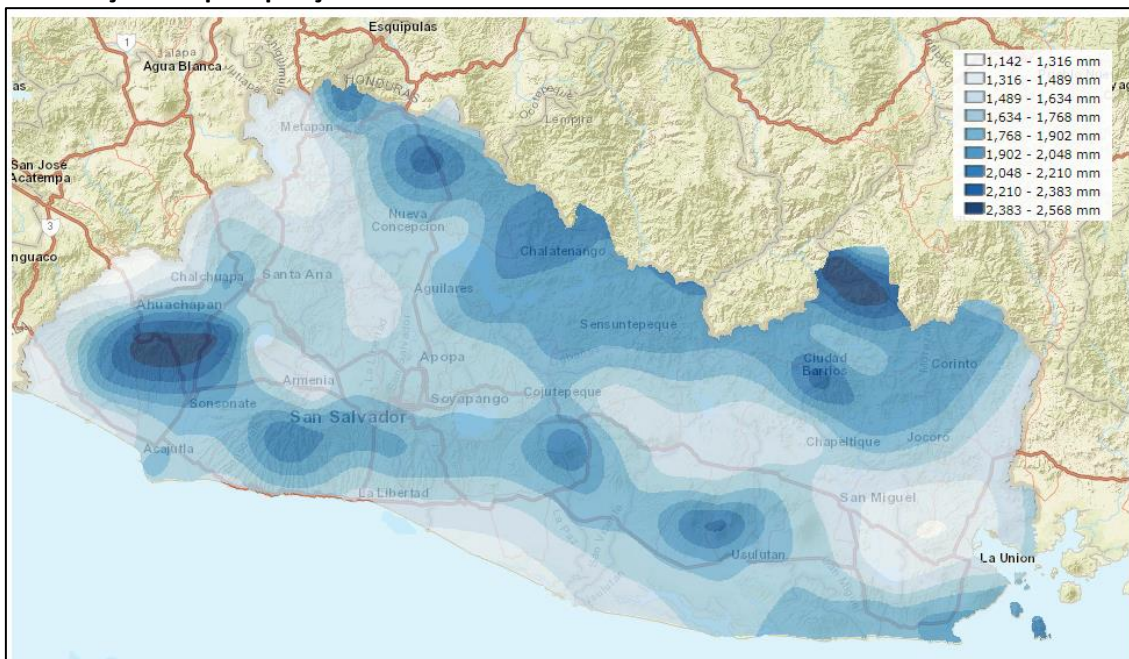 Esquipulas
1
Jalapa
Agua Blanca
Jutiapa
HONDURAS
Ocotepeque
Lempira
Metapan
San José
Acatempa
3
Nueva
Concepcion
Chalatenango
Chalchuapa
Santa Ana
Aguilares
Ahuachapan
Sensuntepeque
Apopa
Ciudad
Barrios
Corinto
Armenia
Cojutepeque
Sonsonate
Soyapango
San Salvador
Acajutla
Chapeltique
Jocoro
La Libertad
San Miguel
Usulutan
La Union
1,142 - 1,316 mm
1,316 - 1,489 mm
1,489 - 1,634 mm
1,634 - 1,768 mm
1,768 - 1,902 mm
1,902 - 2,048 mm
2,048 - 2,210 mm
2,210 - 2,383 mm
2,383 - 2,568 mm